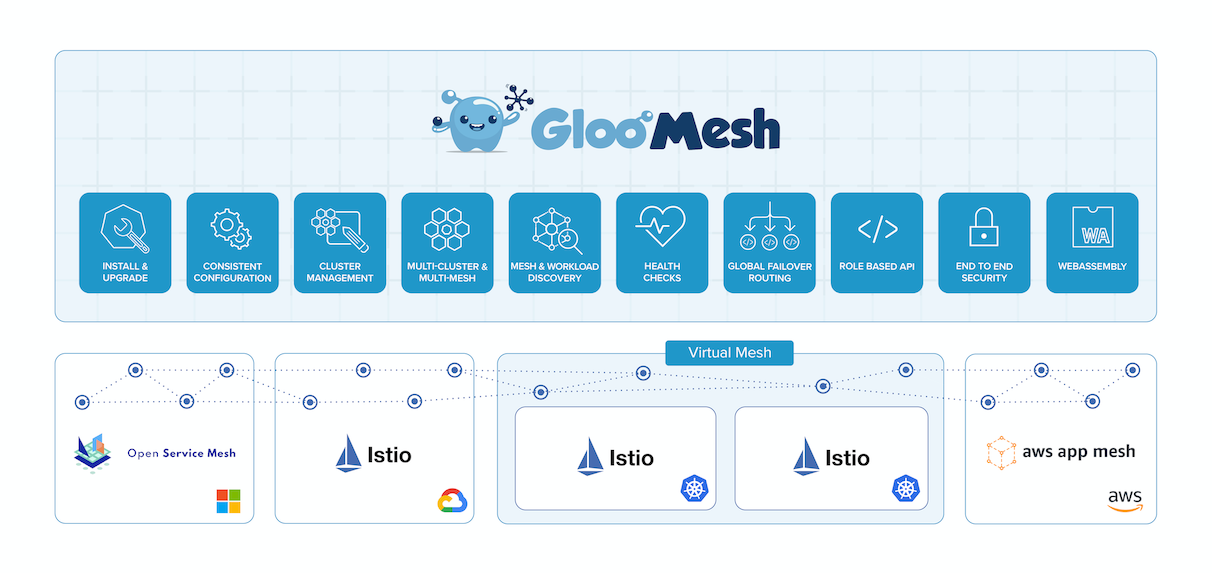 Gloo Mesh
INSTALL &
UPGRADE
CONSISTENT
CONFIGURATION
CLUSTER
MANAGEMENT
MULTI-CLUSTER &
MULTI-MESH
MESH & WORKLOAD
DISCOVERY
HEALTH
CHECKS
GLOBAL FAILOVER
ROUTING
</>
</>
</>
</>
ROLE BASED API
END TO END
SECURITY
WA
WEBASSEMBLY
Virtual Mesh
Open Service Mesh
Istio
Istio
Istio
aws app mesh
aws